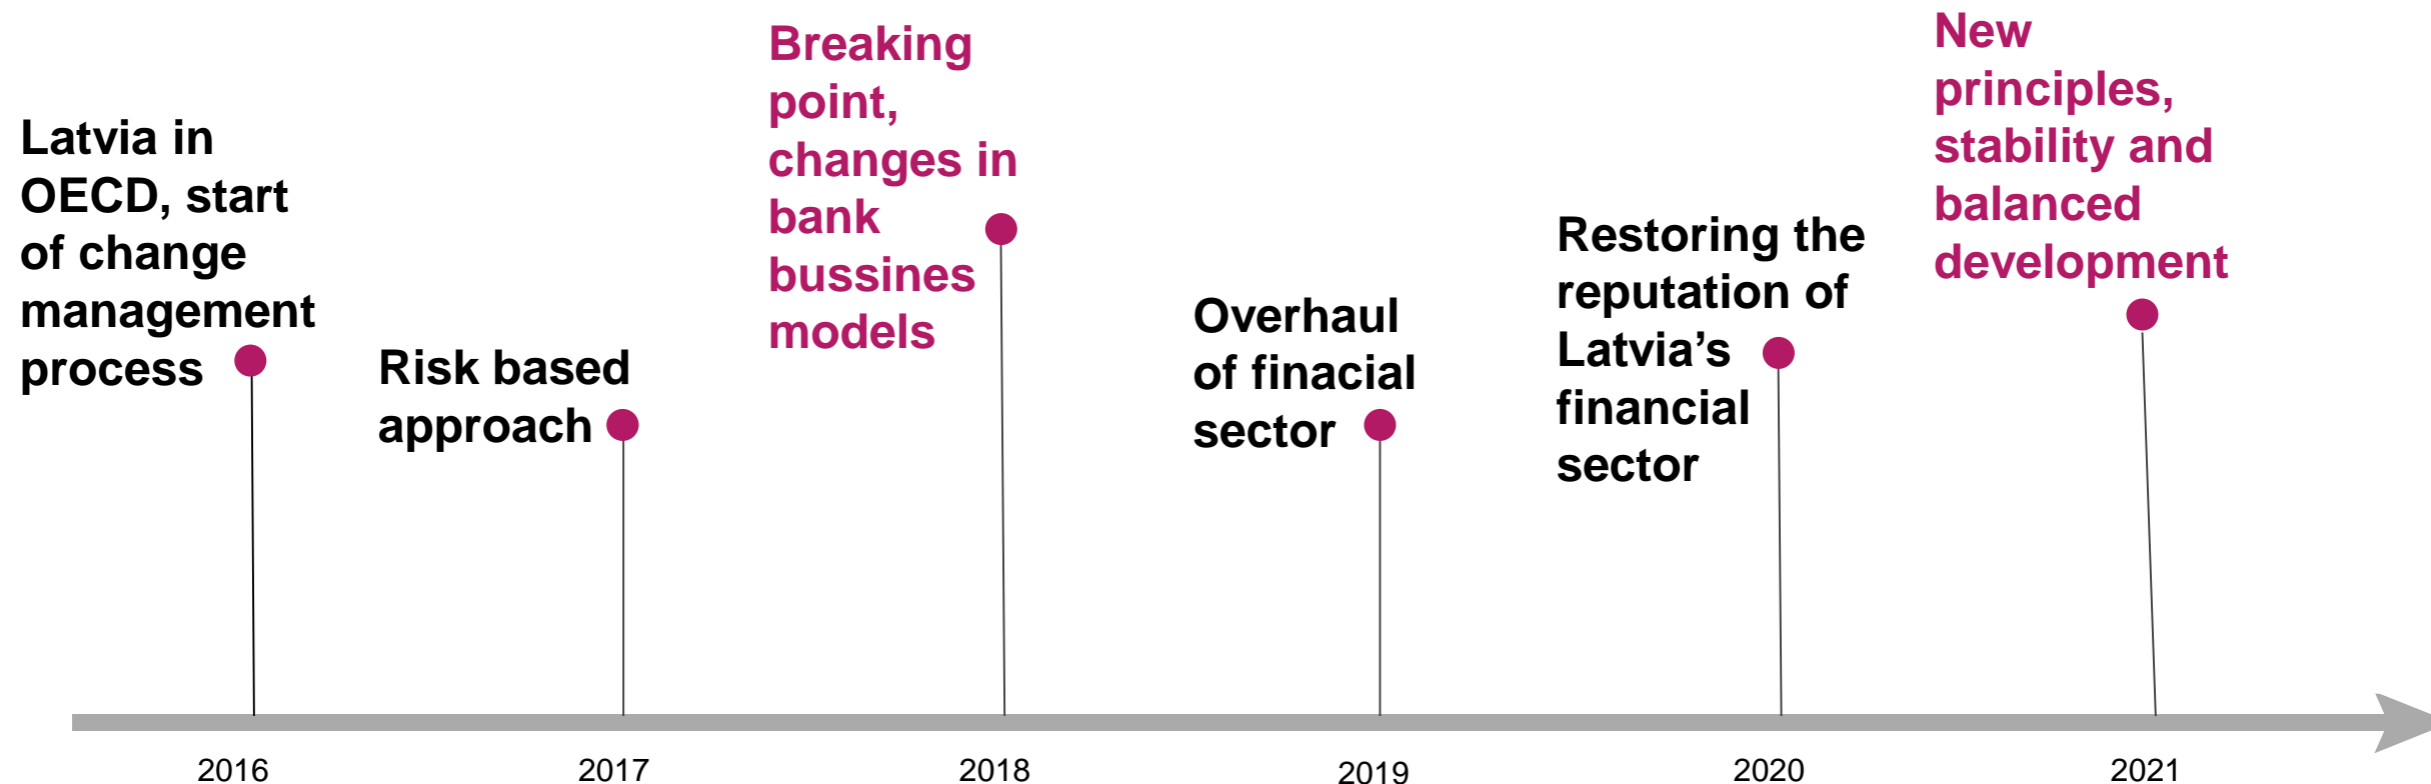 Latvia in
OECD, start
of change
management
process
Risk based
approach
Breaking
point,
changes in
bank
bussines
models
Overhaul
of finacial
sector
Restoring the
reputation of
Latvia’s
financial
sector
New
principles,
stability and
balanced
development
2016
2017
2018
2019
2020
2021